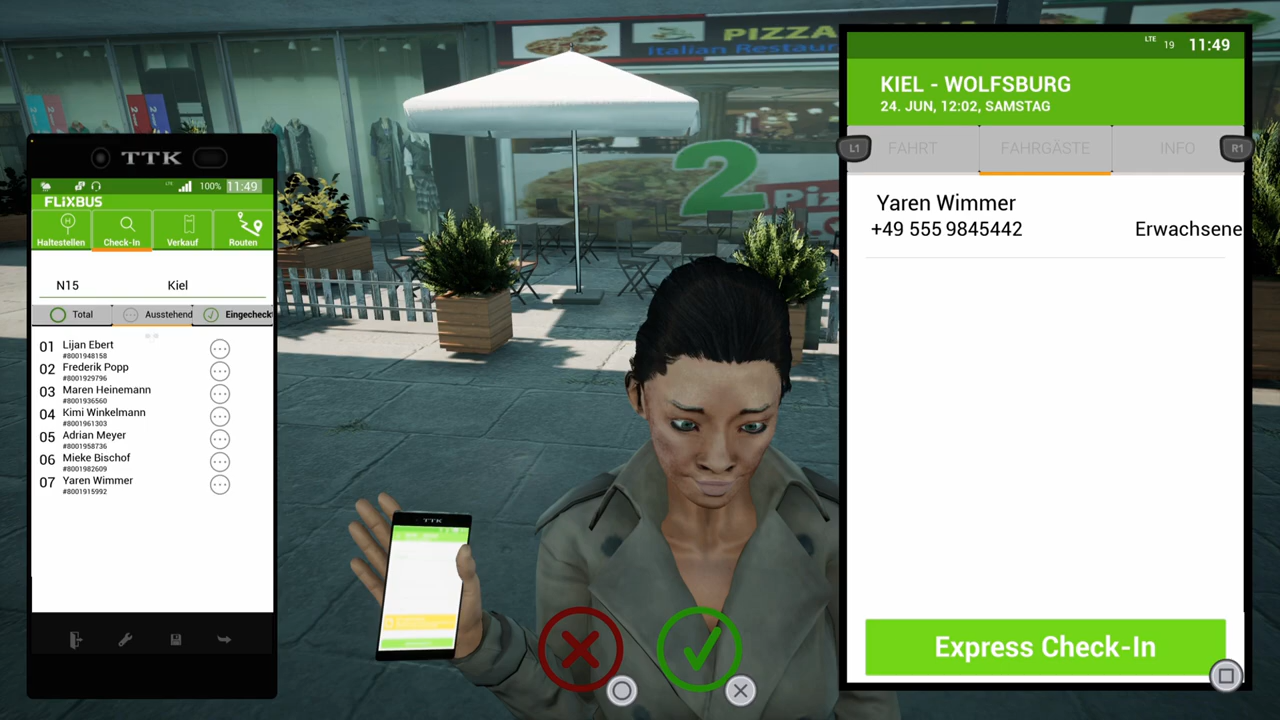 PIZZA
Italian Restau
2
Piz
TTK
LTE
100%
11:49
FLiXBUS
Haltestellen
Check-In
Verkauf
Routen
N15
Kiel
Total
Ausstehend
Eingecheckt
01
Lijan Ebert
#8001948158
02
Frederik Popp
#8001929796
03
Maren Heinemann
#8001936560
04
Kimi Winkelmann
#8001961303
05
Adrian Meyer
#8001958736
06
Mieke Bischof
#8001982609
07
Yaren Wimmer
#8001915992
TTK
LTE
19
11:49
KIEL - WOLFSBURG
24. JUN, 12:02, SAMSTAG
L1
FAHRT
FAHRGÄSTE
INFO
R1
Yaren Wimmer
+49 555 9845442
Erwachsene
Express Check-In